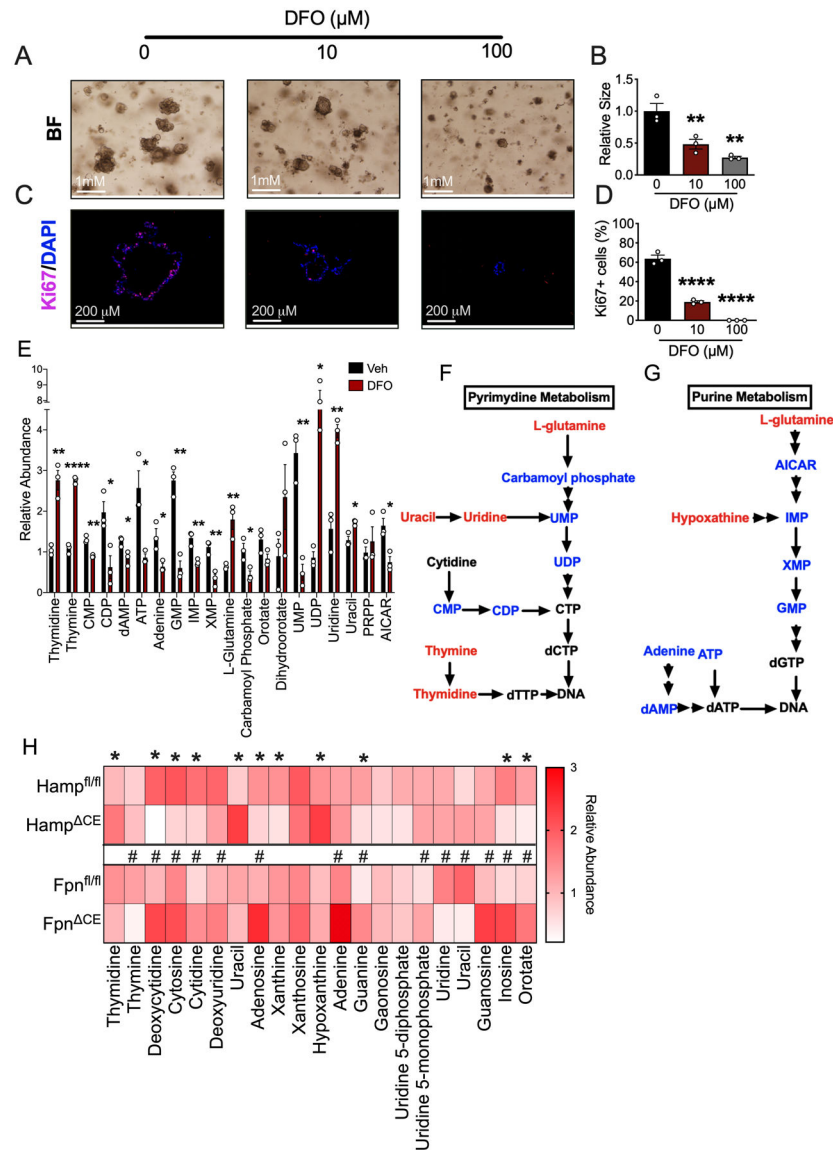 DFO (μM)
0 10 100
A
BF
1mM
1mM
1mM
B
Relative Size
1.5
1.0
0.5
0.0
**
**
0 10 100
DFO (μM)
C
Ki67/DAPI
200 μM
200 μM
200 μM
D
Ki67+ cells (%)
100
80
60
40
20
0
****
****
0 10 100
DFO (μM)
E
Relative Abundance
10
8
6
4
2
1
0
Veh
DFO
** **** ** * * * * ** ** ** ** * ** * ** * *
Thymidine
Thymine
CMP
CDP
dAMP
ATP
Adenine
GMP
IMP
XMP
L-Glutamine
Carbamoyl Phosphate
Orotate
Dihydroorotate
UMP
UDP
Uridine
Uracil
PRPP
AICAR
F
Pyrimydine Metabolism
L-glutamine
Carbamoyl phosphate
Uracil Uridine UMP
Cytidine UDP
CMP CDP CTP
Thymine dCTP
Thymidine dTTP DNA
G
Purine Metabolism
L-glutamine
AICAR
Hypoxathine IMP
XMP
GMP
Adenine ATP
dGTP
dAMP dATP DNA
H
* * * * * * * * * * *
Hamp fl/fl
Hamp ΔCE
# # # # # # # # # # # # # #
Fpn fl/fl
Fpn ΔCE
3
2
1
Relative Abundance
Thymidine
Thymine
Deoxycytidine
Cytosine
Cytidine
Deoxyuridine
Uracil
Adenosine
Xanthine
Xanthosine
Hypoxanthine
Adenine
Guanine
Gaonosine
Uridine 5-diphosphate
Uridine 5-monophosphate
Uridine
Uracil
Guanosine
Inosine
Orotate